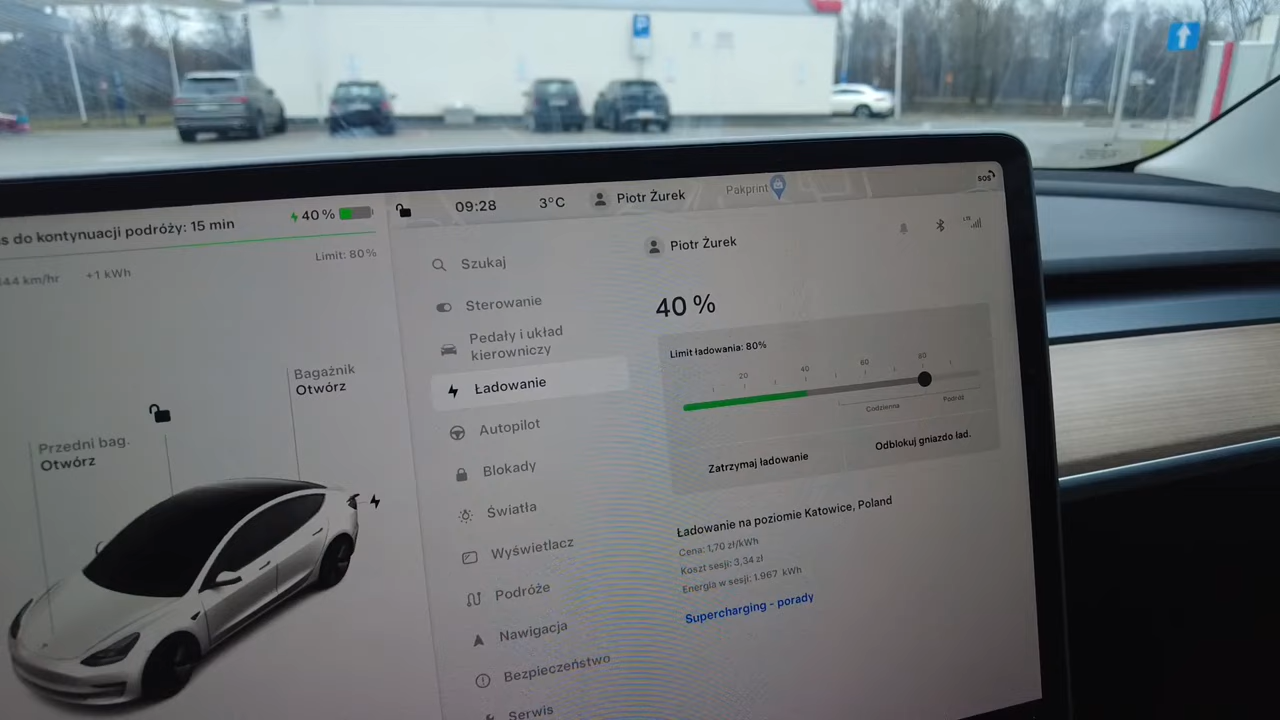 s do kontynuacji podróży: 15 min
40 %
Limit: 80%
144 km/hr
+1 kWh
Bagażnik
Otwórz
Przedni bag.
Otwórz
09:28
3°C
Piotr Żurek
Pakprint
SOS
Szukaj
Sterowanie
Pedały i układ
kierowniczy
Ładowanie
Autopilot
Blokady
Światła
Wyświetlacz
Podróże
Nawigacja
Bezpieczeństwo
Serwis
Piotr Żurek
LTE
40 %
Limit ładowania: 80%
20
40
60
80
Codzienna
Podróż
Zatrzymaj ładowanie
Odblokuj gniazdo ład.
Ładowanie na poziomie Katowice, Poland
Cena: 1,70 zł/kWh
Koszt sesji: 3,34 zł
Energia w sesji: 1.967 kWh
Supercharging - porady
P